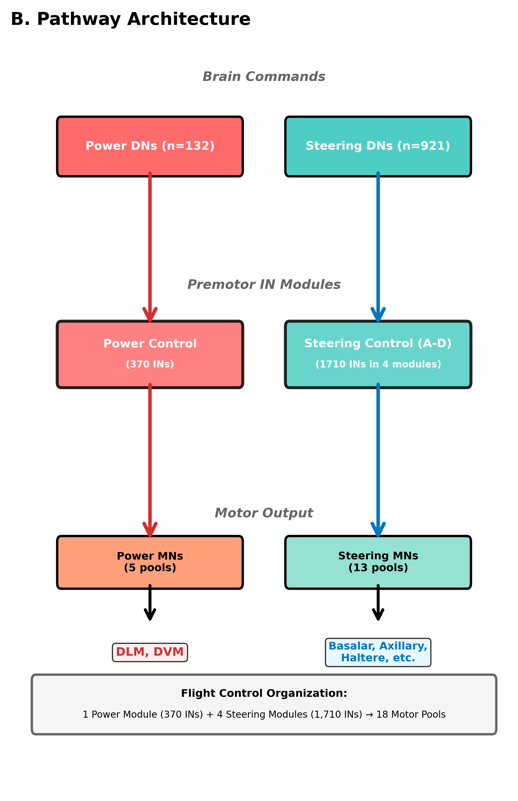 B. Pathway Architecture
Brain Commands
Power DNs (n=132)
Steering DNs (n=921)
Premotor IN Modules
Power Control
(370 INs)
Steering Control (A-D)
(1710 INs in 4 modules)
Motor Output
Power MNs
(5 pools)
Steering MNs
(13 pools)
DLM, DVM
Basalar, Axillary,
Haltere, etc.
Flight Control Organization:
1 Power Module (370 INs) + 4 Steering Modules (1,710 INs) → 18 Motor Pools